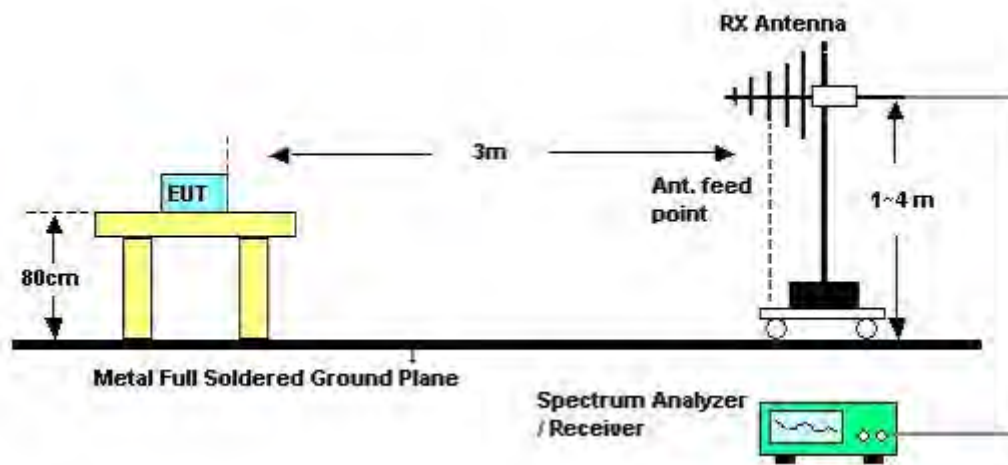 RX Antenna
3m
EUT
Ant. feed
point
1~4 m
80cm
Metal Full Soldered Ground Plane
Spectrum Analyzer
/ Receiver